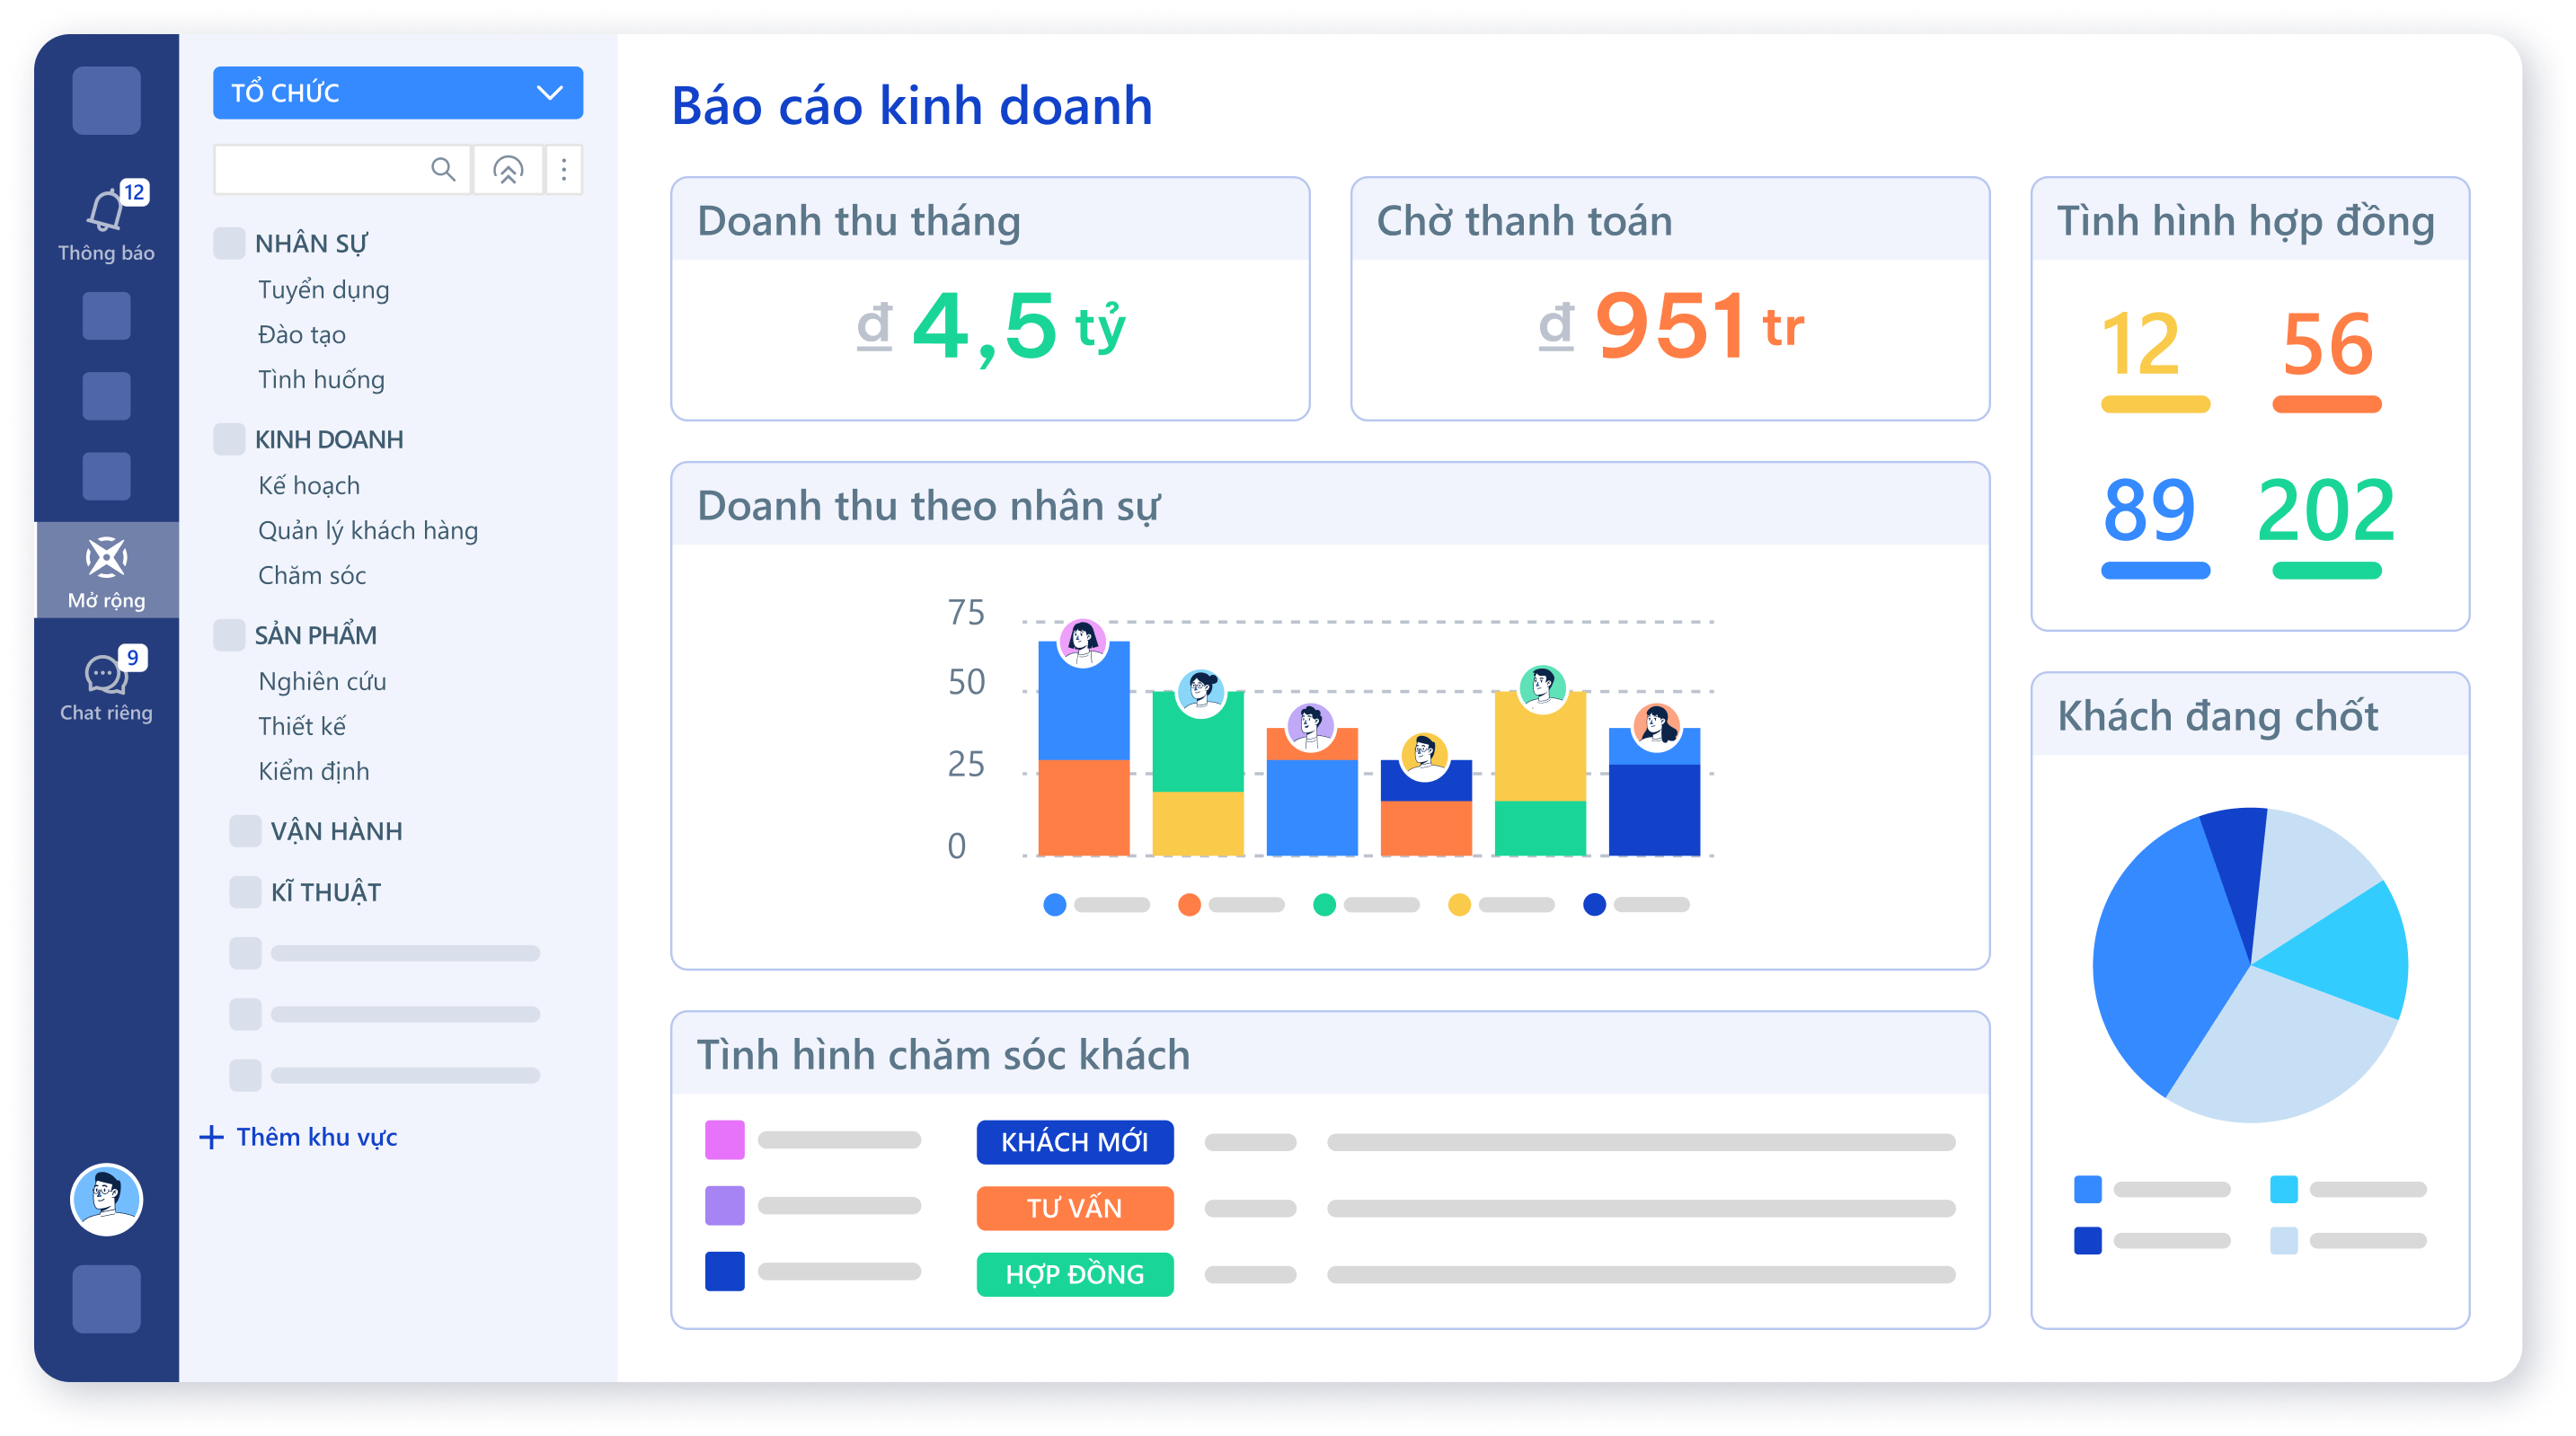 12
Thông báo
Mở rộng
9
Chat riêng
TỔ CHỨC
NHÂN SỰ
Tuyển dụng
Đào tạo
Tình huống
KINH DOANH
Kế hoạch
Quản lý khách hàng
Chăm sóc
SẢN PHẨM
Nghiên cứu
Thiết kế
Kiểm định
VẬN HÀNH
KĨ THUẬT
+ Thêm khu vực
Báo cáo kinh doanh
Doanh thu tháng
đ 4,5 tỷ
Chờ thanh toán
đ 951 tr
Tình hình hợp đồng
12 56
89 202
Doanh thu theo nhân sự
75
50
25
0
Khách đang chốt
Tình hình chăm sóc khách
KHÁCH MỚI
TƯ VẤN
HỢP ĐỒNG